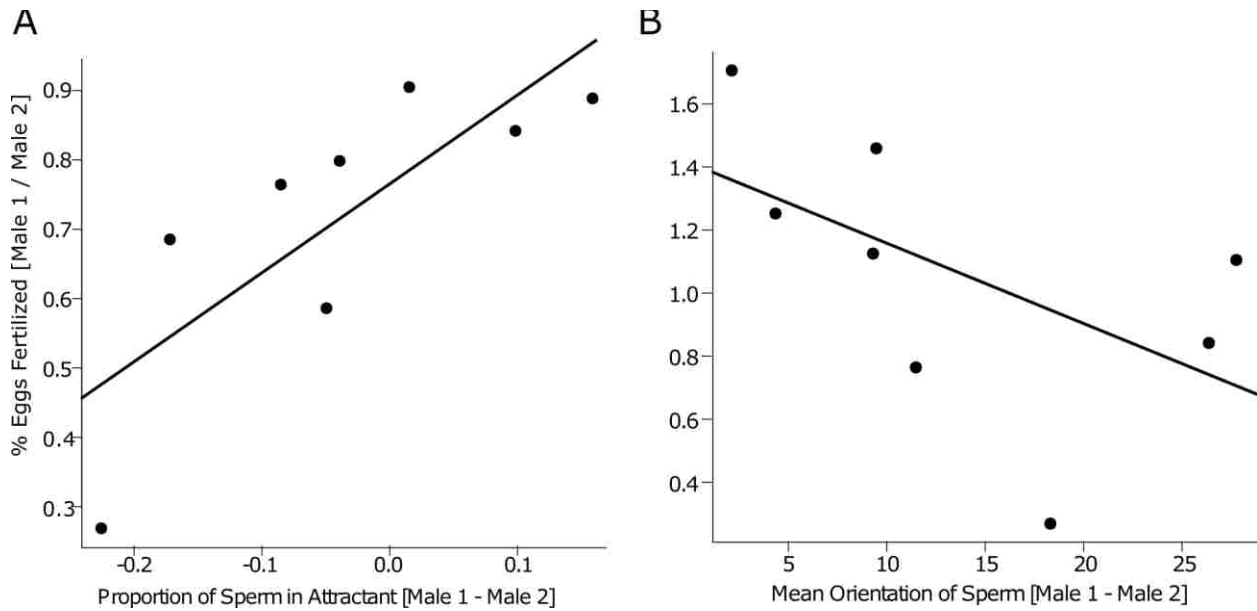 A
% Eggs Fertilized [Male 1 / Male 2]
0.9
0.8
0.7
0.6
0.5
0.4
0.3
-0.2 -0.1 0.0 0.1
Proportion of Sperm in Attractant [Male 1 - Male 2]
B
1.6
1.4
1.2
1.0
0.8
0.6
0.4
5 10 15 20 25
Mean Orientation of Sperm [Male 1 - Male 2]